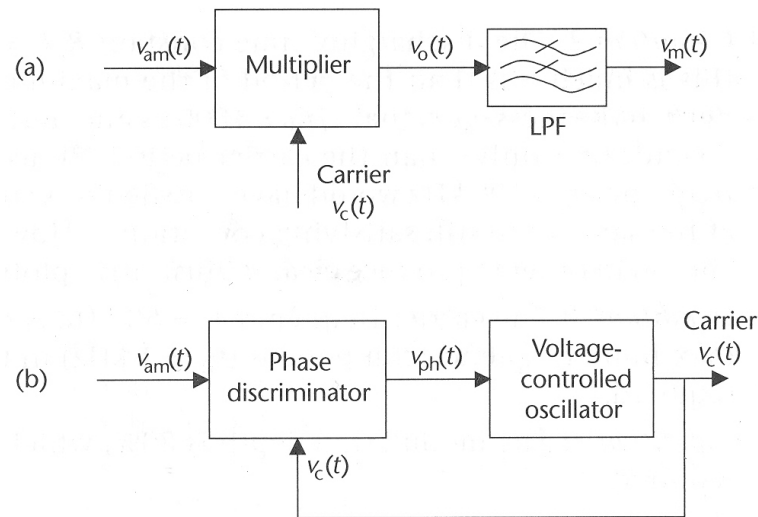 (a)
v_am(t)
Multiplier
v_o(t)
v_m(t)
LPF
Carrier
v_c(t)
(b)
v_am(t)
Phase
discriminator
v_ph(t)
Voltage-
controlled
oscillator
Carrier
v_c(t)
v_c(t)